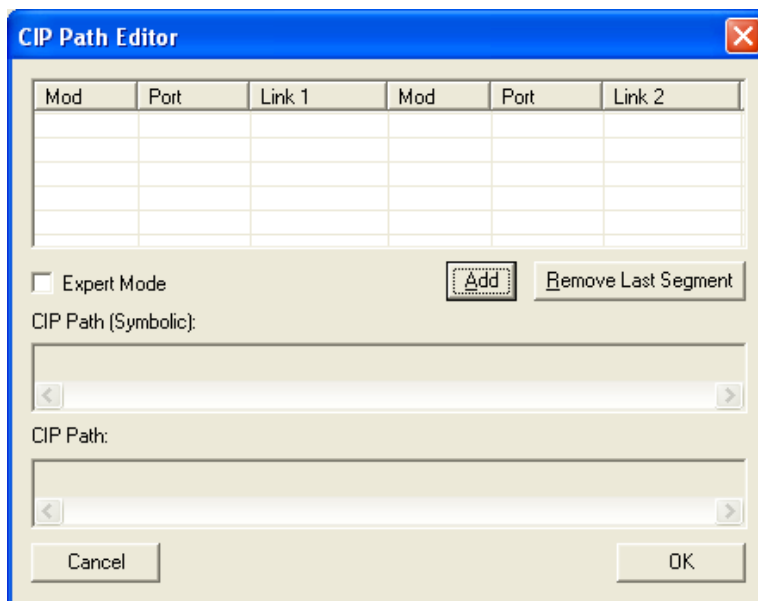 CIP Path Editor
Mod Port Link 1 Mod Port Link 2
Expert Mode Add Remove Last Segment
CIP Path (Symbolic):
CIP Path:
Cancel OK